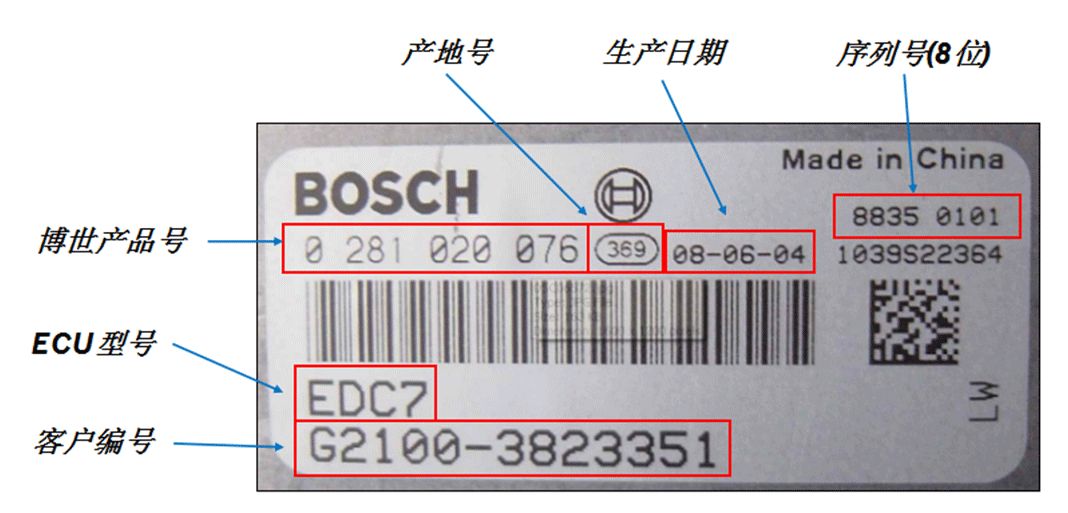 产地号 生产日期 序列号(8位)
Made in China
BOSCH
8835 0101
博世产品号 0 281 020 076 369 08-06-04 1039S22364
ECU型号 EDC7
LW
客户编号 G2100-3823351